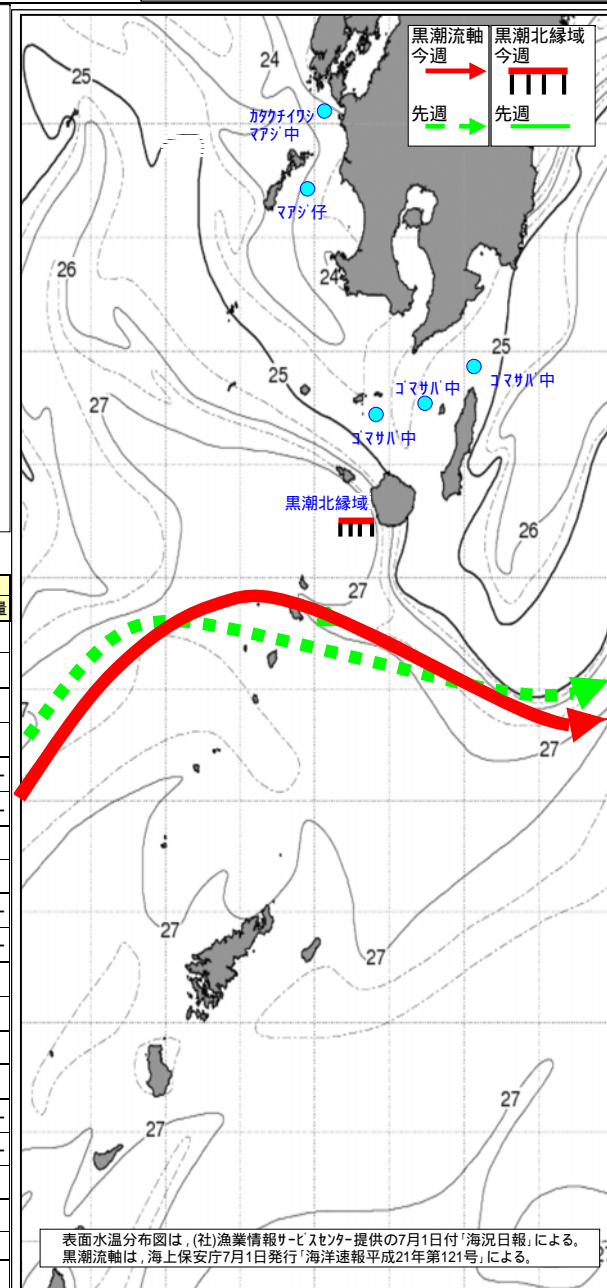 黒潮流軸
今週
先週
黒潮北縁域
今週
先週
25
24
カタクチイワシ
マアジ中
マアジ仔
26
24
25
25
27
ゴマサバ中
ゴマサバ中
ゴマサバ中
黒潮北縁域
26
27
量
27
27
27
27
27
表面水温分布図は,(社)漁業情報サービスセンター提供の7月1日付「海況日報」による。
黒潮流軸は,海上保安庁7月1日発行「海洋速報平成21年第121号」による。